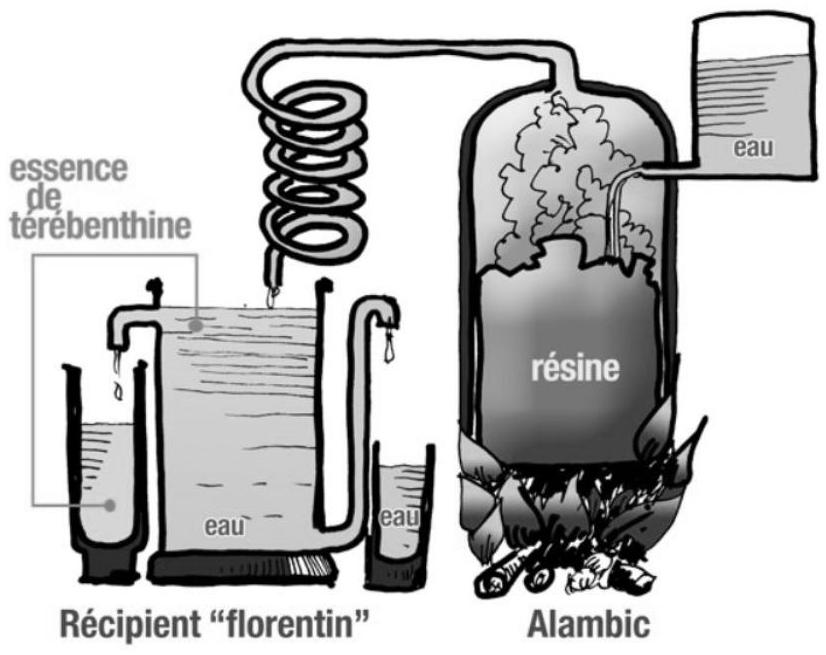 eau
essence
de
térébenthine
résine
eau
eau
Récipient “florentin”
Alambic